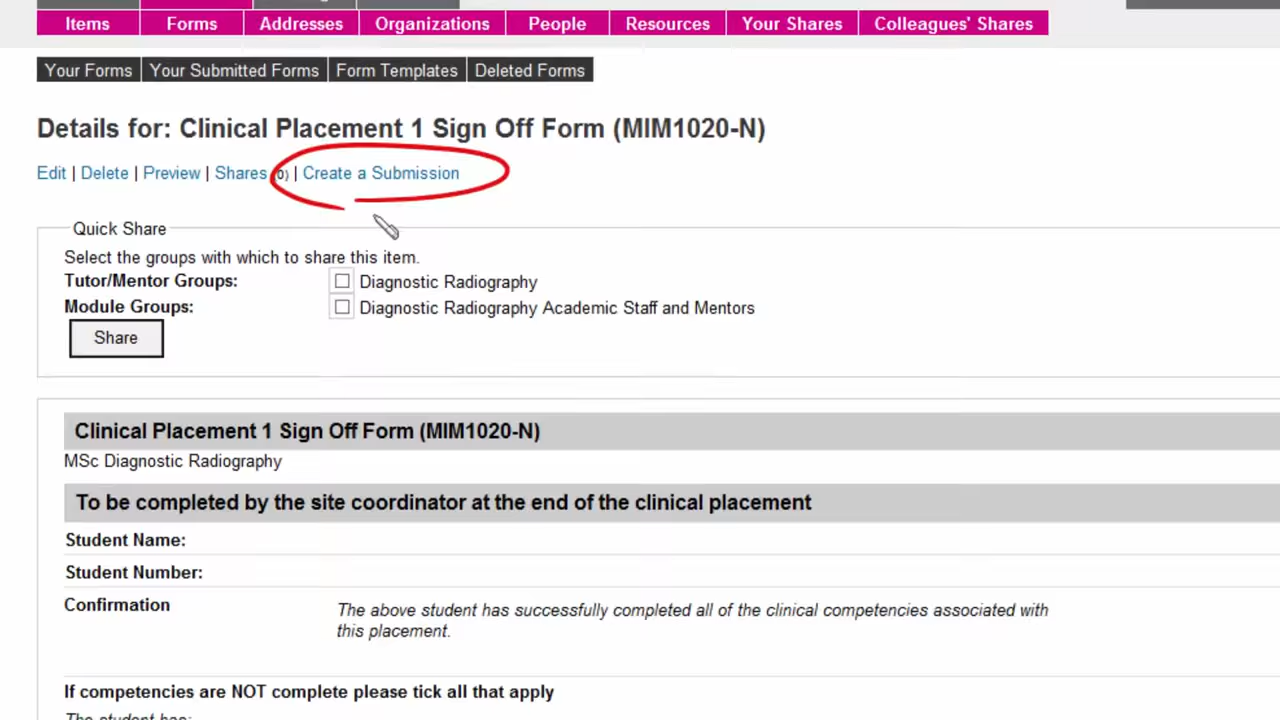 Items Forms Addresses Organizations People Resources Your Shares Colleagues' Shares
Your Forms Your Submitted Forms Form Templates Deleted Forms
Details for: Clinical Placement 1 Sign Off Form (MIM1020-N)
Edit | Delete | Preview | Shares (0) | Create a Submission
Quick Share
Select the groups with which to share this item.
Tutor/Mentor Groups: Diagnostic Radiography
Module Groups: Diagnostic Radiography Academic Staff and Mentors
Share
Clinical Placement 1 Sign Off Form (MIM1020-N)
MSc Diagnostic Radiography
To be completed by the site coordinator at the end of the clinical placement
Student Name:
Student Number:
Confirmation The above student has successfully completed all of the clinical competencies associated with
this placement.
If competencies are NOT complete please tick all that apply
The student has: